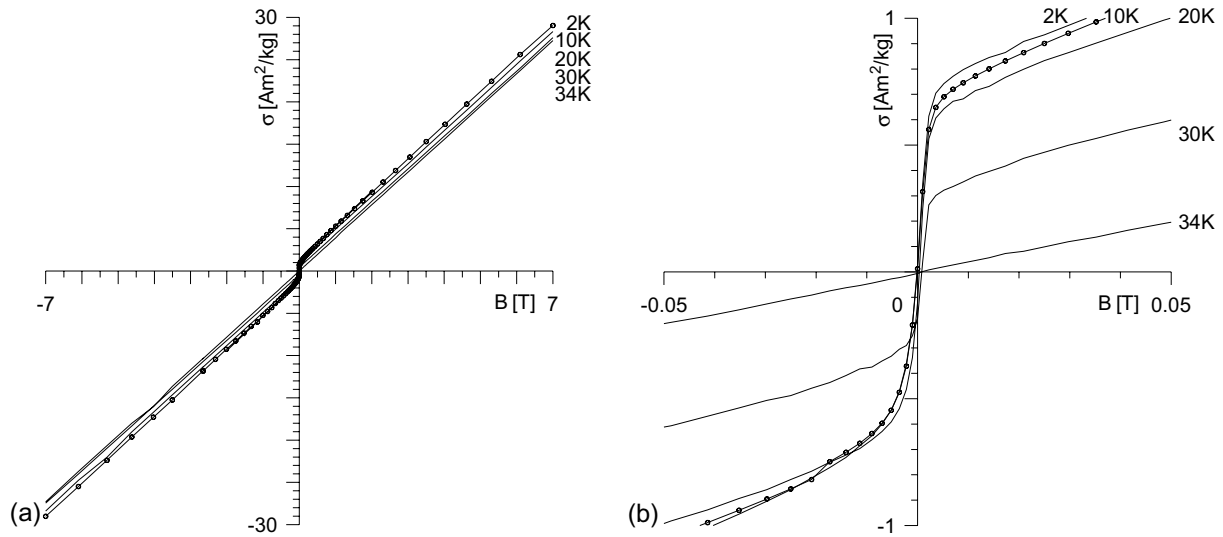 30
σ [Am²/kg]
2K
10K
20K
30K
34K
-7
B [T]
7
-30
(a)
1
σ [Am²/kg]
2K
10K
20K
30K
34K
-0.05
0
B [T]
0.05
-1
(b)